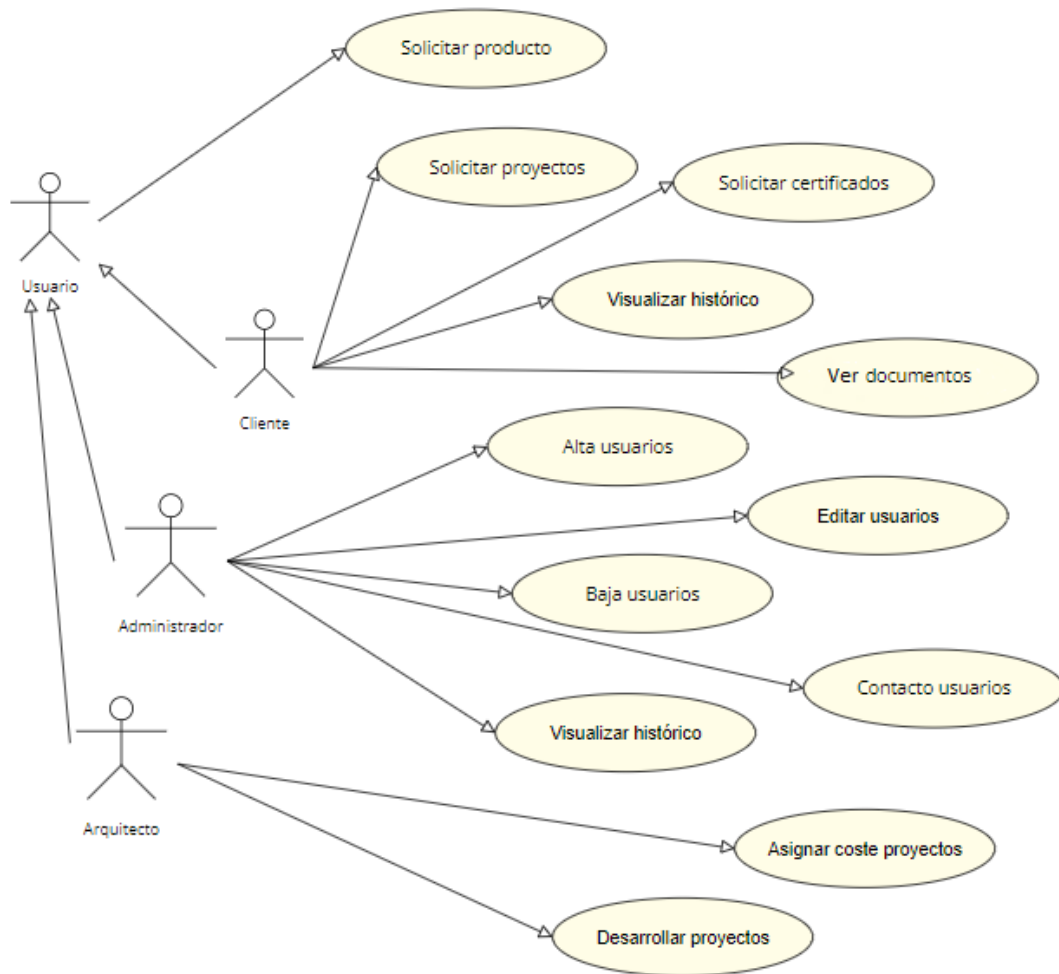 Solicitar producto
Solicitar proyectos
Solicitar certificados
Usuario
Visualizar histórico
Ver documentos
Cliente
Alta usuarios
Editar usuarios
Baja usuarios
Administrador
Contacto usuarios
Visualizar histórico
Arquitecto
Asignar coste proyectos
Desarrollar proyectos